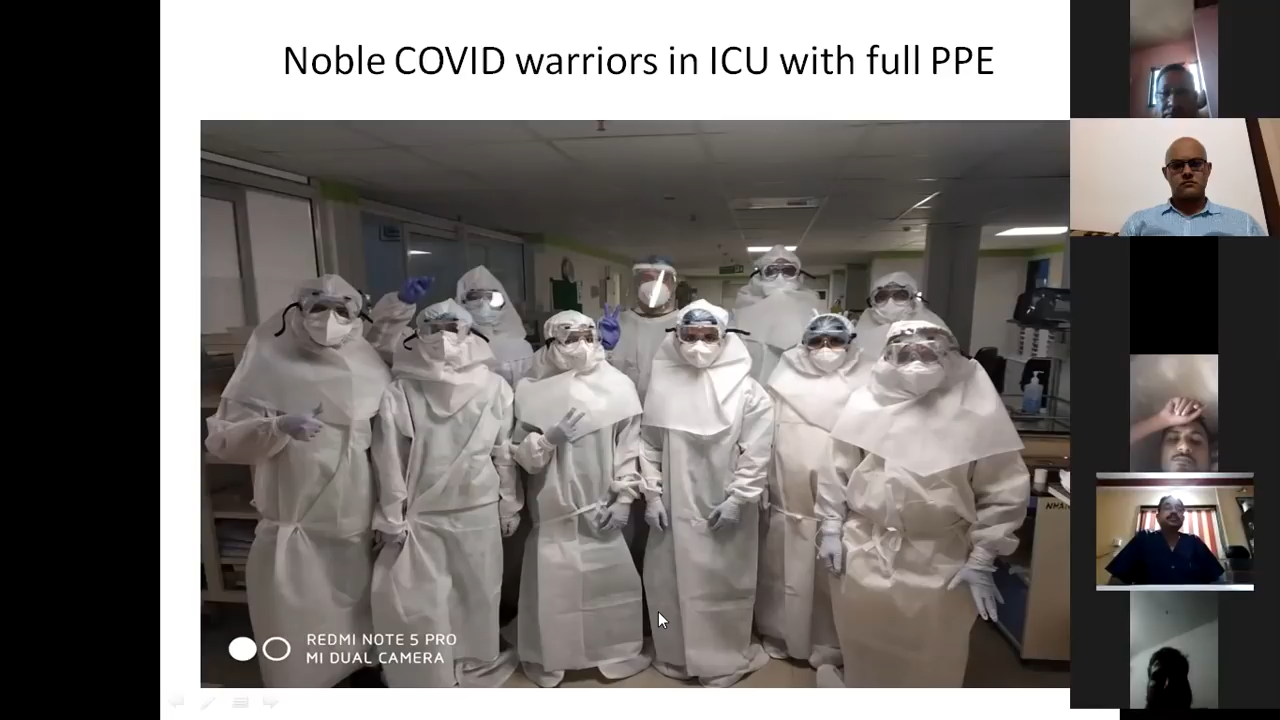 Noble COVID warriors in ICU with full PPE
REDMI NOTE 5 PRO
MI DUAL CAMERA